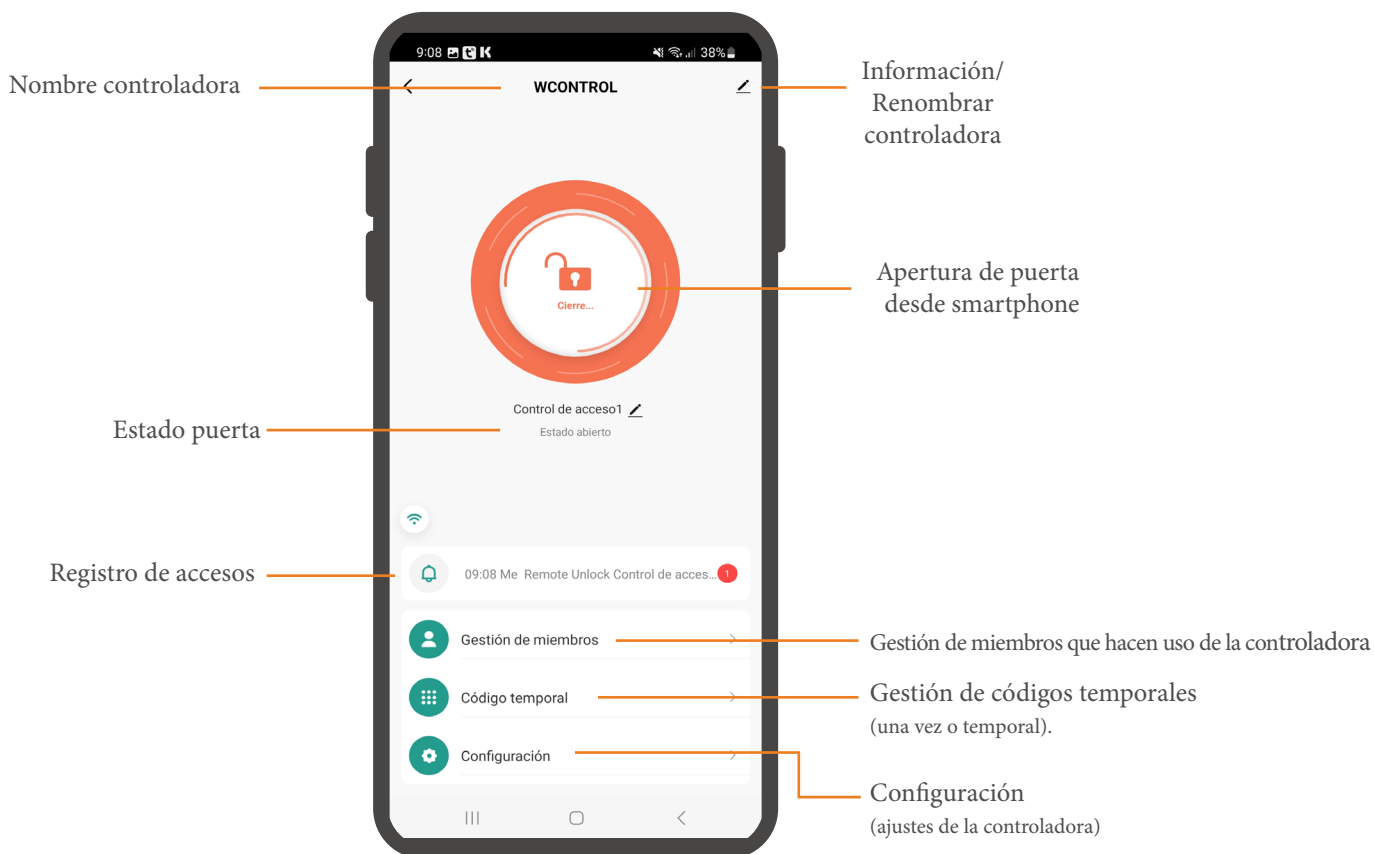 9:08
38%
Nombre controladora
WCONTROL
Información/
Renombrar
controladora
Cierre...
Apertura de puerta
desde smartphone
Control de acceso1
Estado puerta
Estado abierto
Registro de accesos
09:08 Me Remote Unlock Control de acces...
1
Gestión de miembros
Gestión de miembros que hacen uso de la controladora
Código temporal
Gestión de códigos temporales
(una vez o temporal).
Configuración
Configuración
(ajustes de la controladora)